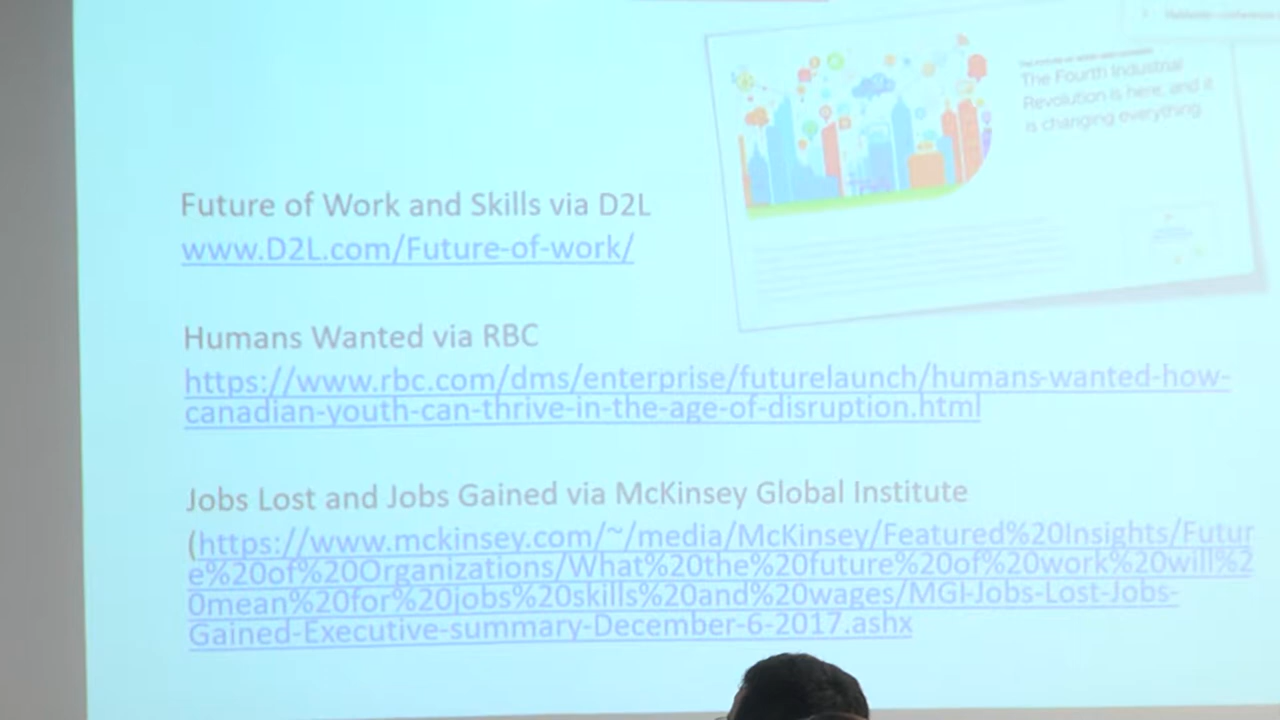 The Fourth Industrial
Revolution is here, and it
is changing everything
Future of Work and Skills via D2L
www.D2L.com/Future-of-work/
Humans Wanted via RBC
https://www.rbc.com/dms/enterprise/futurelaunch/humans-wanted-how-
canadian-youth-can-thrive-in-the-age-of-disruption.html
Jobs Lost and Jobs Gained via McKinsey Global Institute
(https://www.mckinsey.com/~/media/McKinsey/Featured%20Insights/Futur
e%20of%20Organizations/What%20the%20future%20of%20work%20will%2
0mean%20for%20jobs%20skills%20and%20wages/MGI-Jobs-Lost-Jobs-
Gained-Executive-summary-December-6-2017.ashx